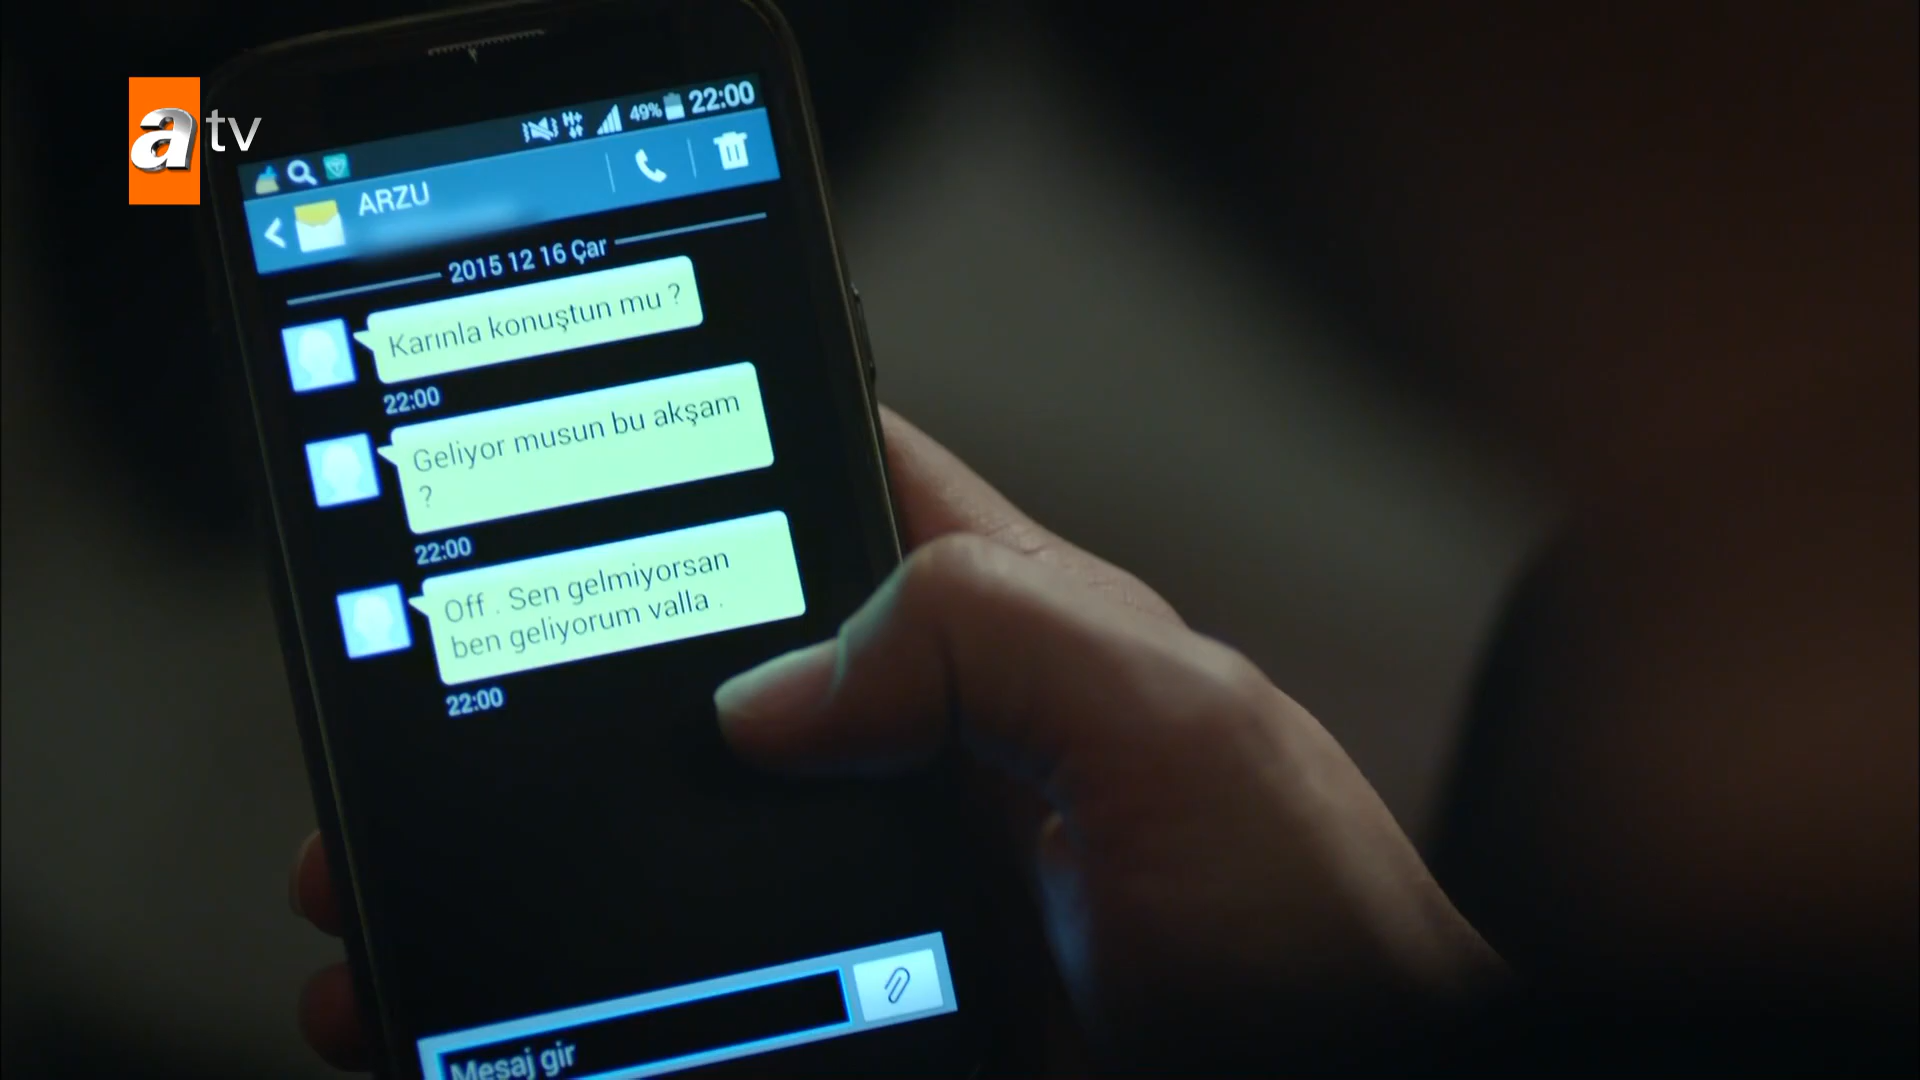 atv
49% 22:00
ARZU
2015 12 16 Çar
Karınla konuştun mu ?
22:00
Geliyor musun bu akşam
?
22:00
Off . Sen gelmiyorsan
ben geliyorum valla .
22:00
Mesaj gir